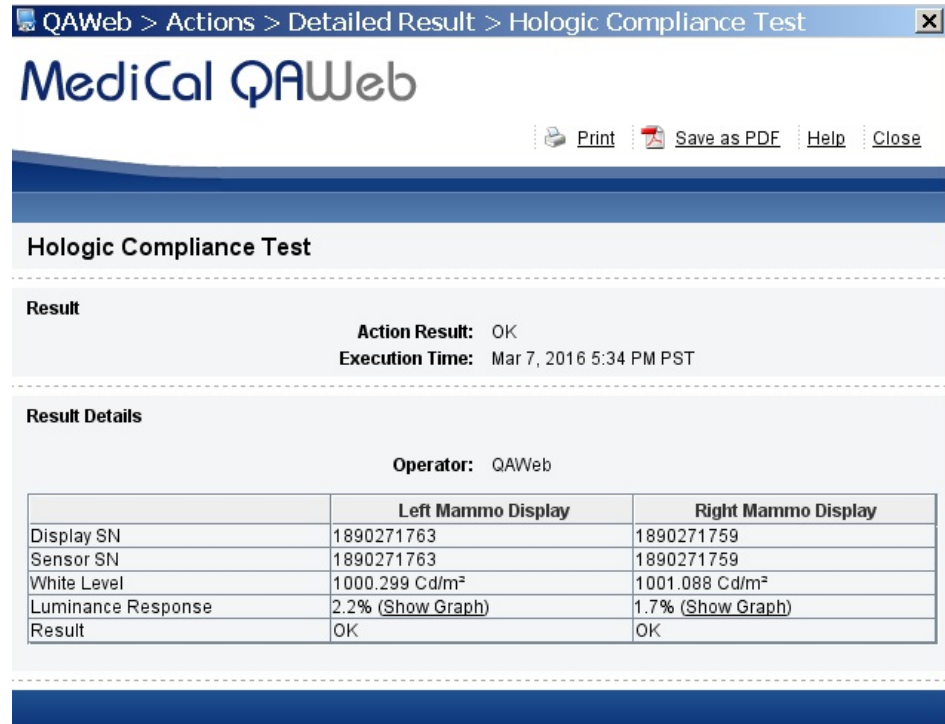 QAWeb > Actions > Detailed Result > Hologic Compliance Test
MediCal QAWeb
Print Save as PDF Help Close
Hologic Compliance Test
Result
Action Result: OK
Execution Time: Mar 7, 2016 5:34 PM PST
Result Details
Operator: QAWeb
Left Mammo Display Right Mammo Display
Display SN 1890271763 1890271759
Sensor SN 1890271763 1890271759
White Level 1000.299 Cd/m² 1001.088 Cd/m²
Luminance Response 2.2% (Show Graph) 1.7% (Show Graph)
Result OK OK